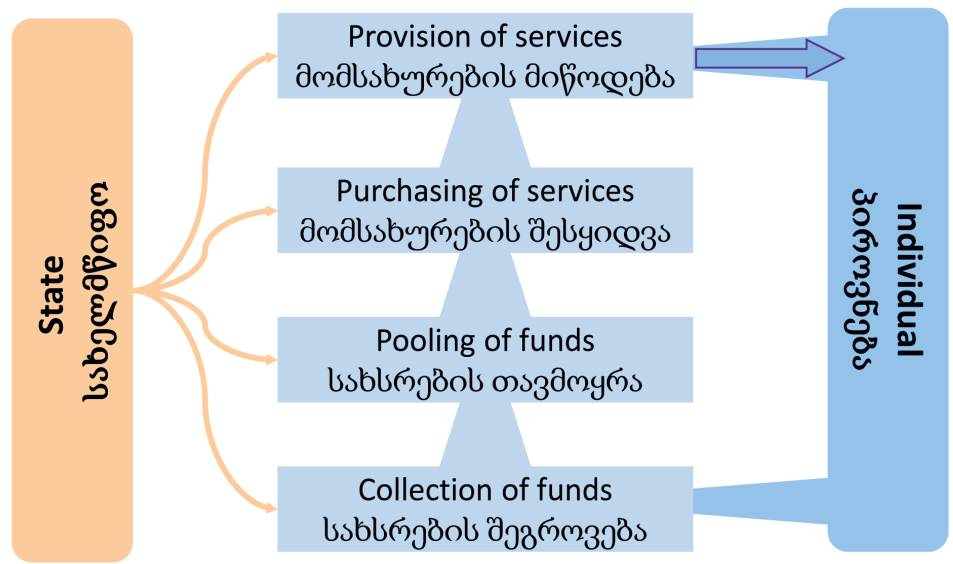 State
სახელმწიფო
Provision of services
მომსახურების მიწოდება
Purchasing of services
მომსახურების შესყიდვა
Pooling of funds
სახსრების თავმოყრა
Collection of funds
სახსრების შეგროვება
Individual
პიროვნება